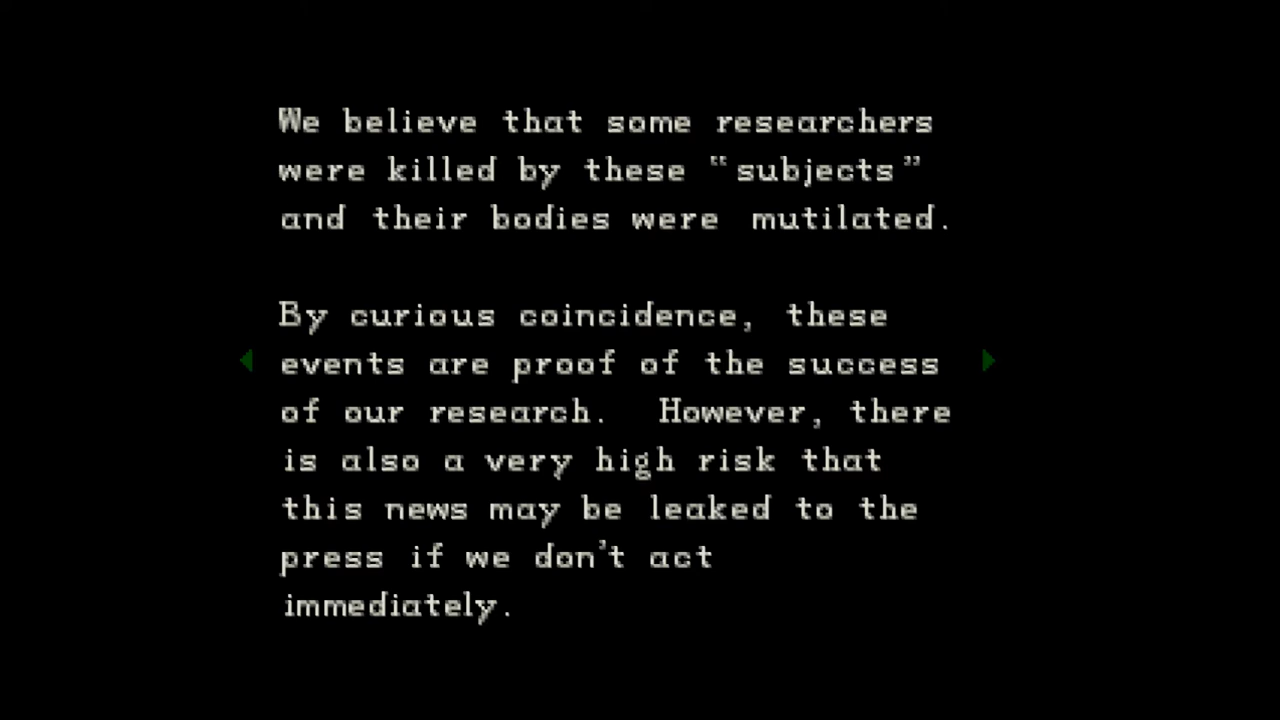 We believe that some researchers
were killed by these “subjects”
and their bodies were mutilated.
By curious coincidence, these
events are proof of the success
of our research. However, there
is also a very high risk that
this news may be leaked to the
press if we don’t act
immediately.